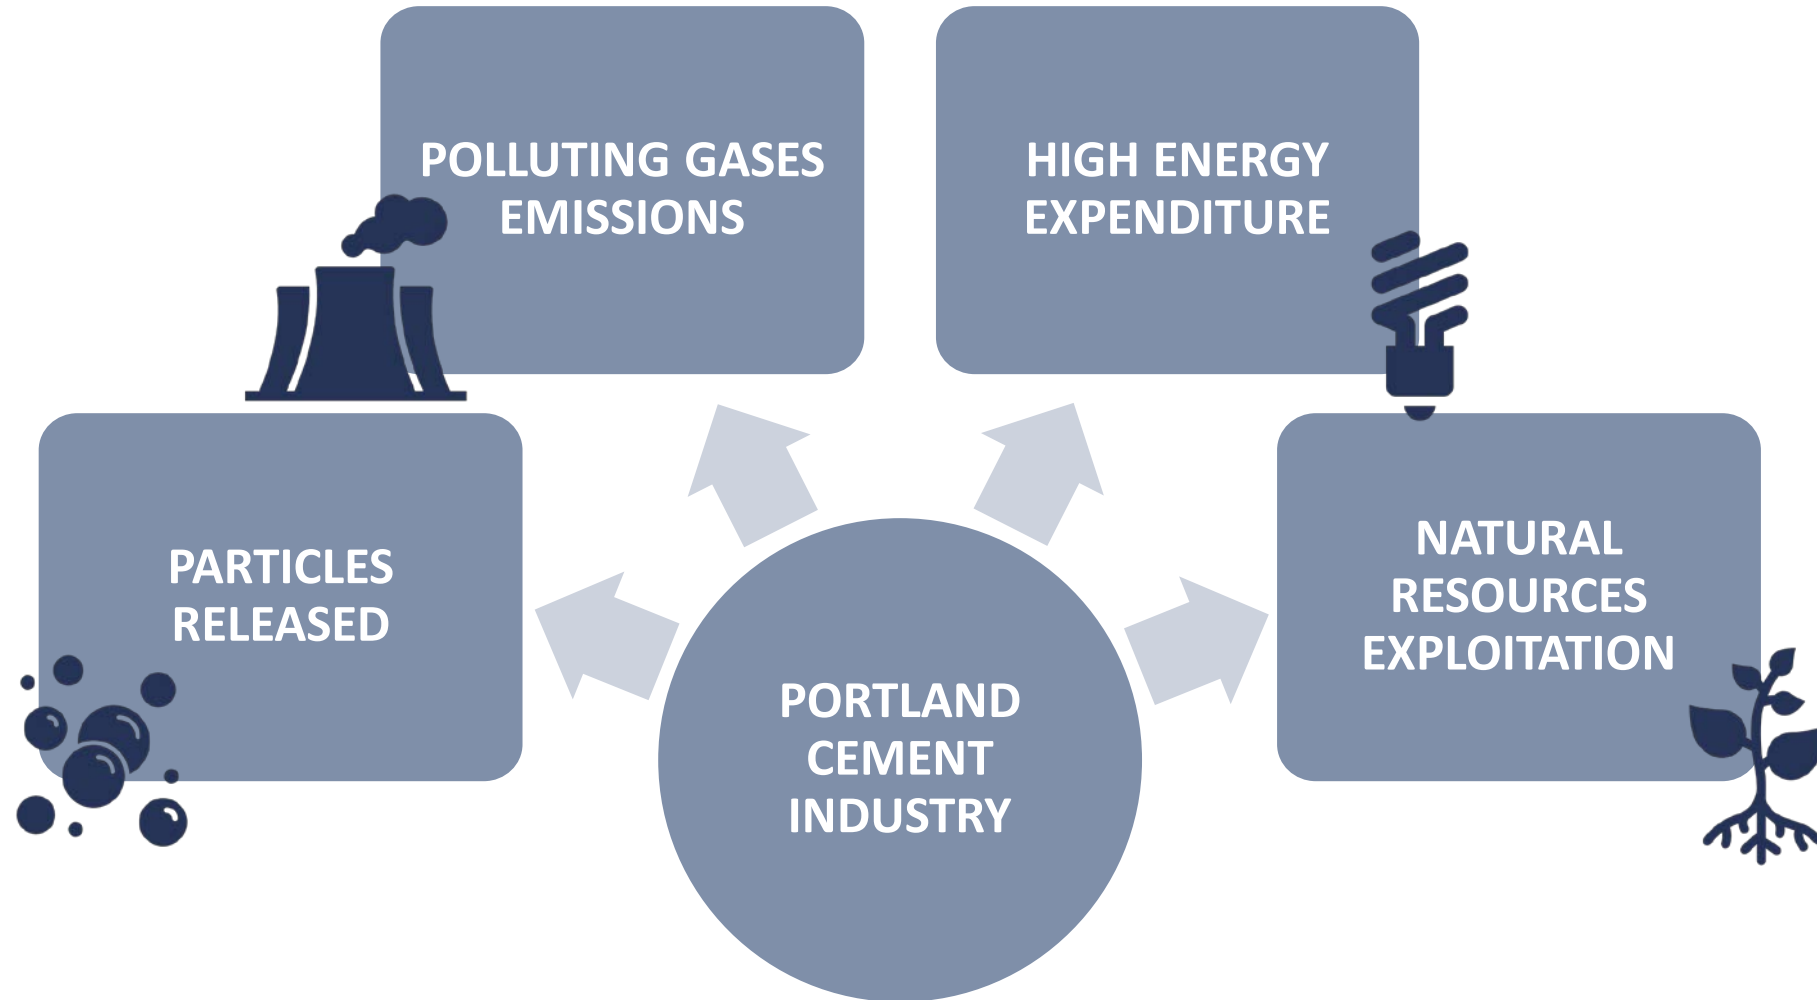 POLLUTING GASES
EMISSIONS
HIGH ENERGY
EXPENDITURE
PARTICLES
RELEASED
NATURAL
RESOURCES
EXPLOITATION
PORTLAND
CEMENT
INDUSTRY